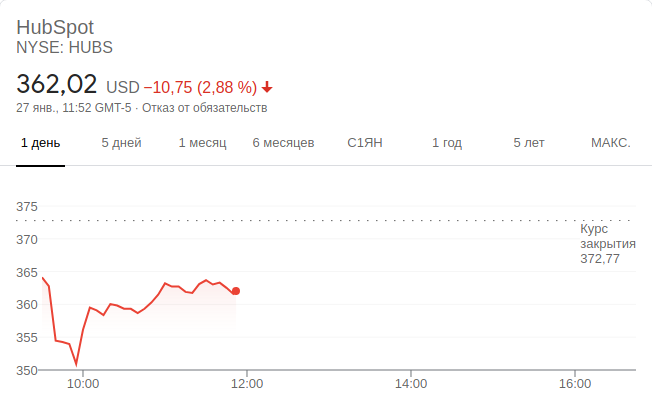 HubSpot
NYSE: HUBS
362,02 USD −10,75 (2,88 %)
27 янв., 11:52 GMT-5 · Отказ от обязательств
1 день 5 дней 1 месяц 6 месяцев С1ЯН 1 год 5 лет МАКС.
375
370
365
360
355
350
Курс
закрытия
372,77
10:00 12:00 14:00 16:00